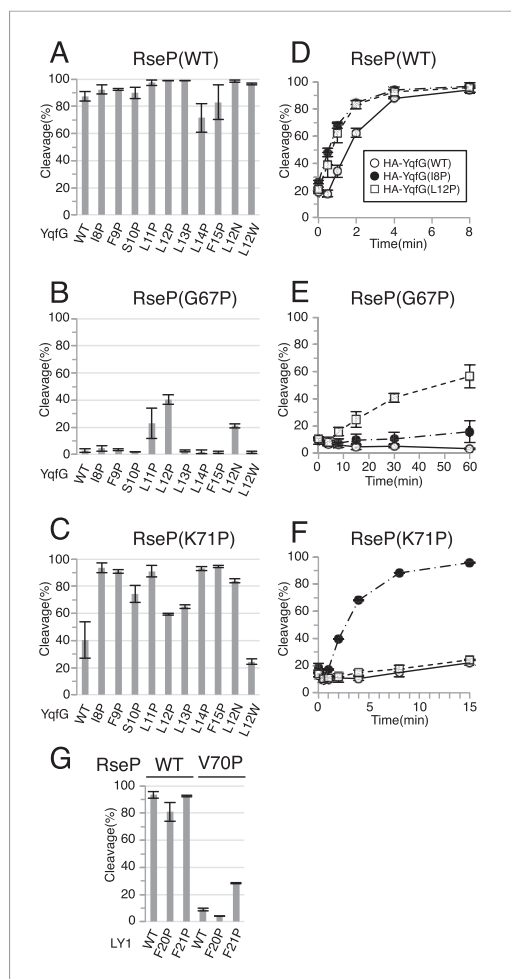 A
RseP(WT)
Cleavage(%)
100
80
60
40
20
0
YqfG
WT
I8P
F9P
S10P
L11P
L12P
L13P
L14P
F15P
L12N
L12W
D
RseP(WT)
Cleavage(%)
100
80
60
40
20
0
HA-YqfG(WT)
HA-YqfG(I8P)
HA-YqfG(L12P)
0 2 4 6 8
Time(min)
B
RseP(G67P)
Cleavage(%)
100
80
60
40
20
0
YqfG
WT
I8P
F9P
S10P
L11P
L12P
L13P
L14P
F15P
L12N
L12W
E
RseP(G67P)
Cleavage(%)
100
80
60
40
20
0
0 10 20 30 40 50 60
Time(min)
C
RseP(K71P)
Cleavage(%)
100
80
60
40
20
0
YqfG
WT
I8P
F9P
S10P
L11P
L12P
L13P
L14P
F15P
L12N
L12W
F
RseP(K71P)
Cleavage(%)
100
80
60
40
20
0
0 5 10 15
Time(min)
G
RseP WT V70P
Cleavage(%)
100
80
60
40
20
0
LY1
WT
F20P
F21P
WT
F20P
F21P